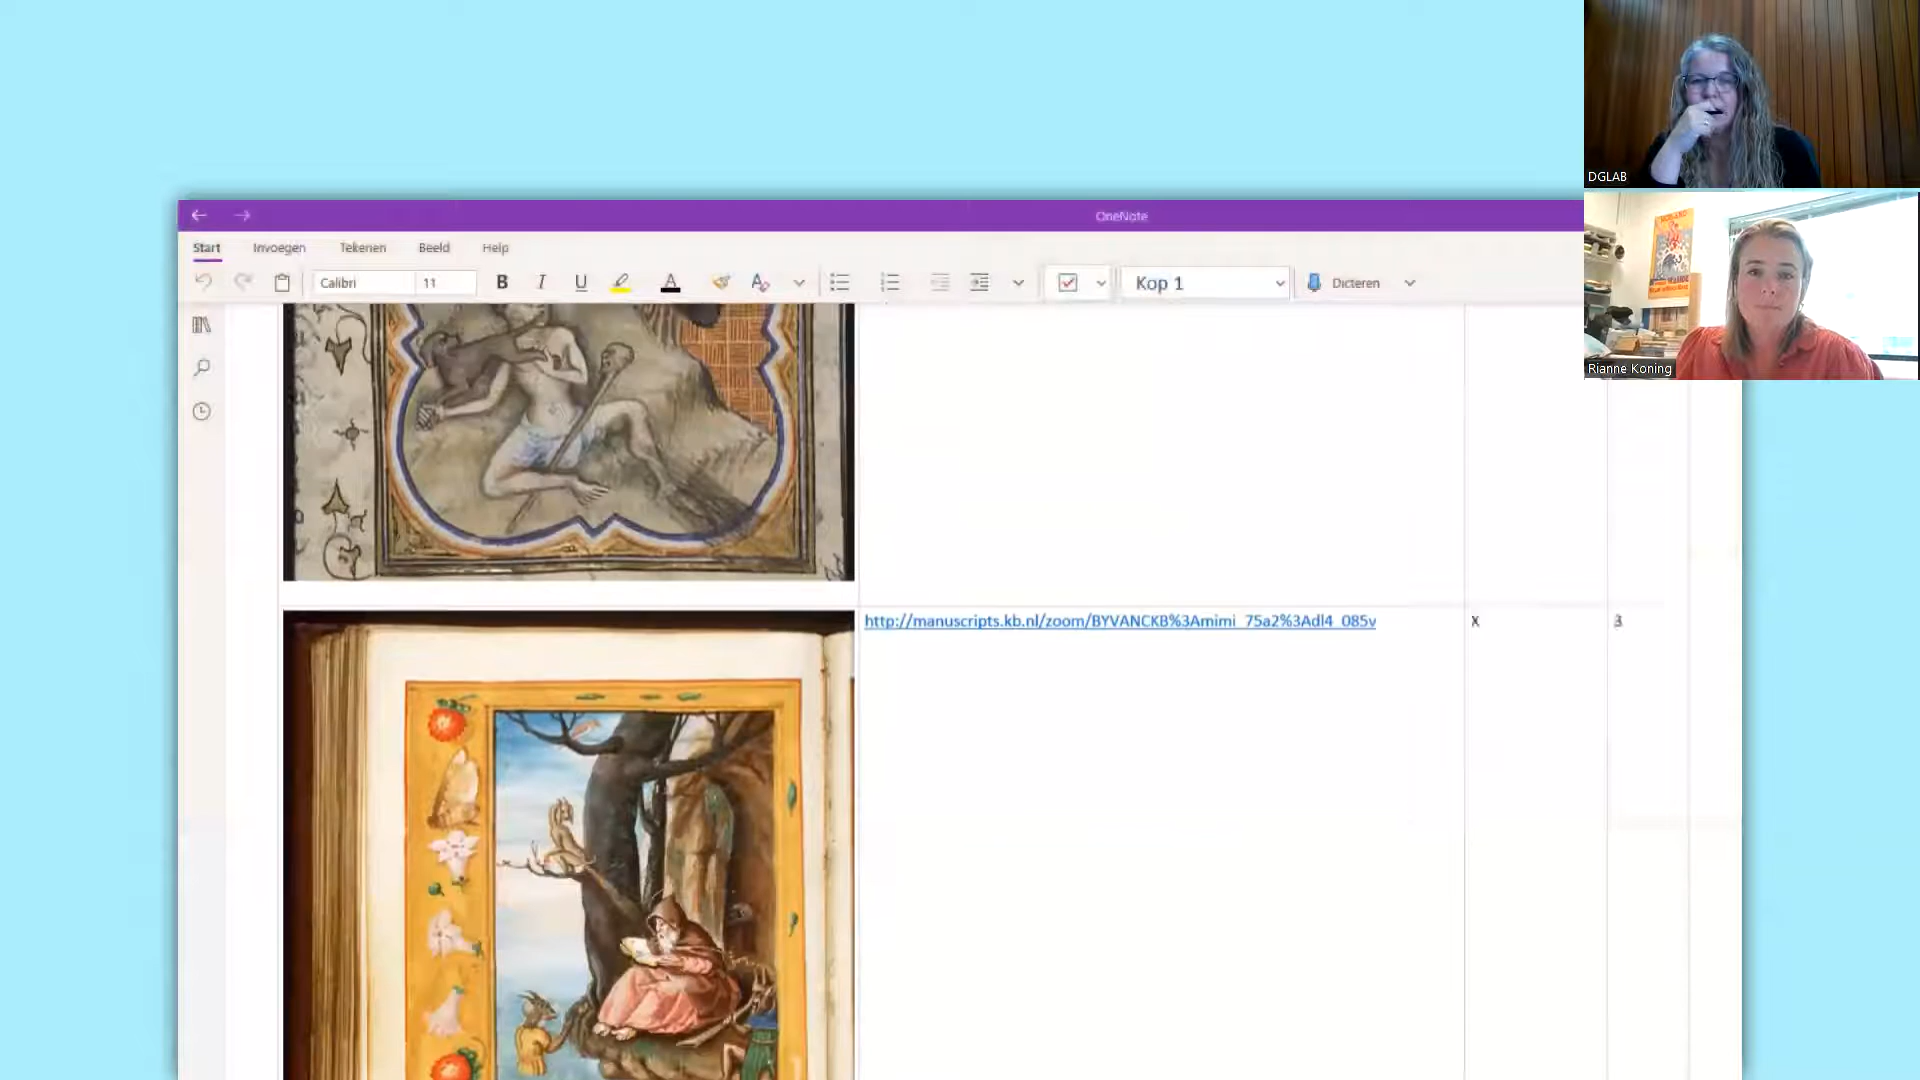 OneNote
Start Invoegen Tekenen Beeld Help
Calibri 11 B I U A A Kop 1 Dicteren
http://manuscripts.kb.nl/zoom/BYVANCKB%3Amimi_75a2%3Adl4_085v x 3
DGLAB
Rianne Koning